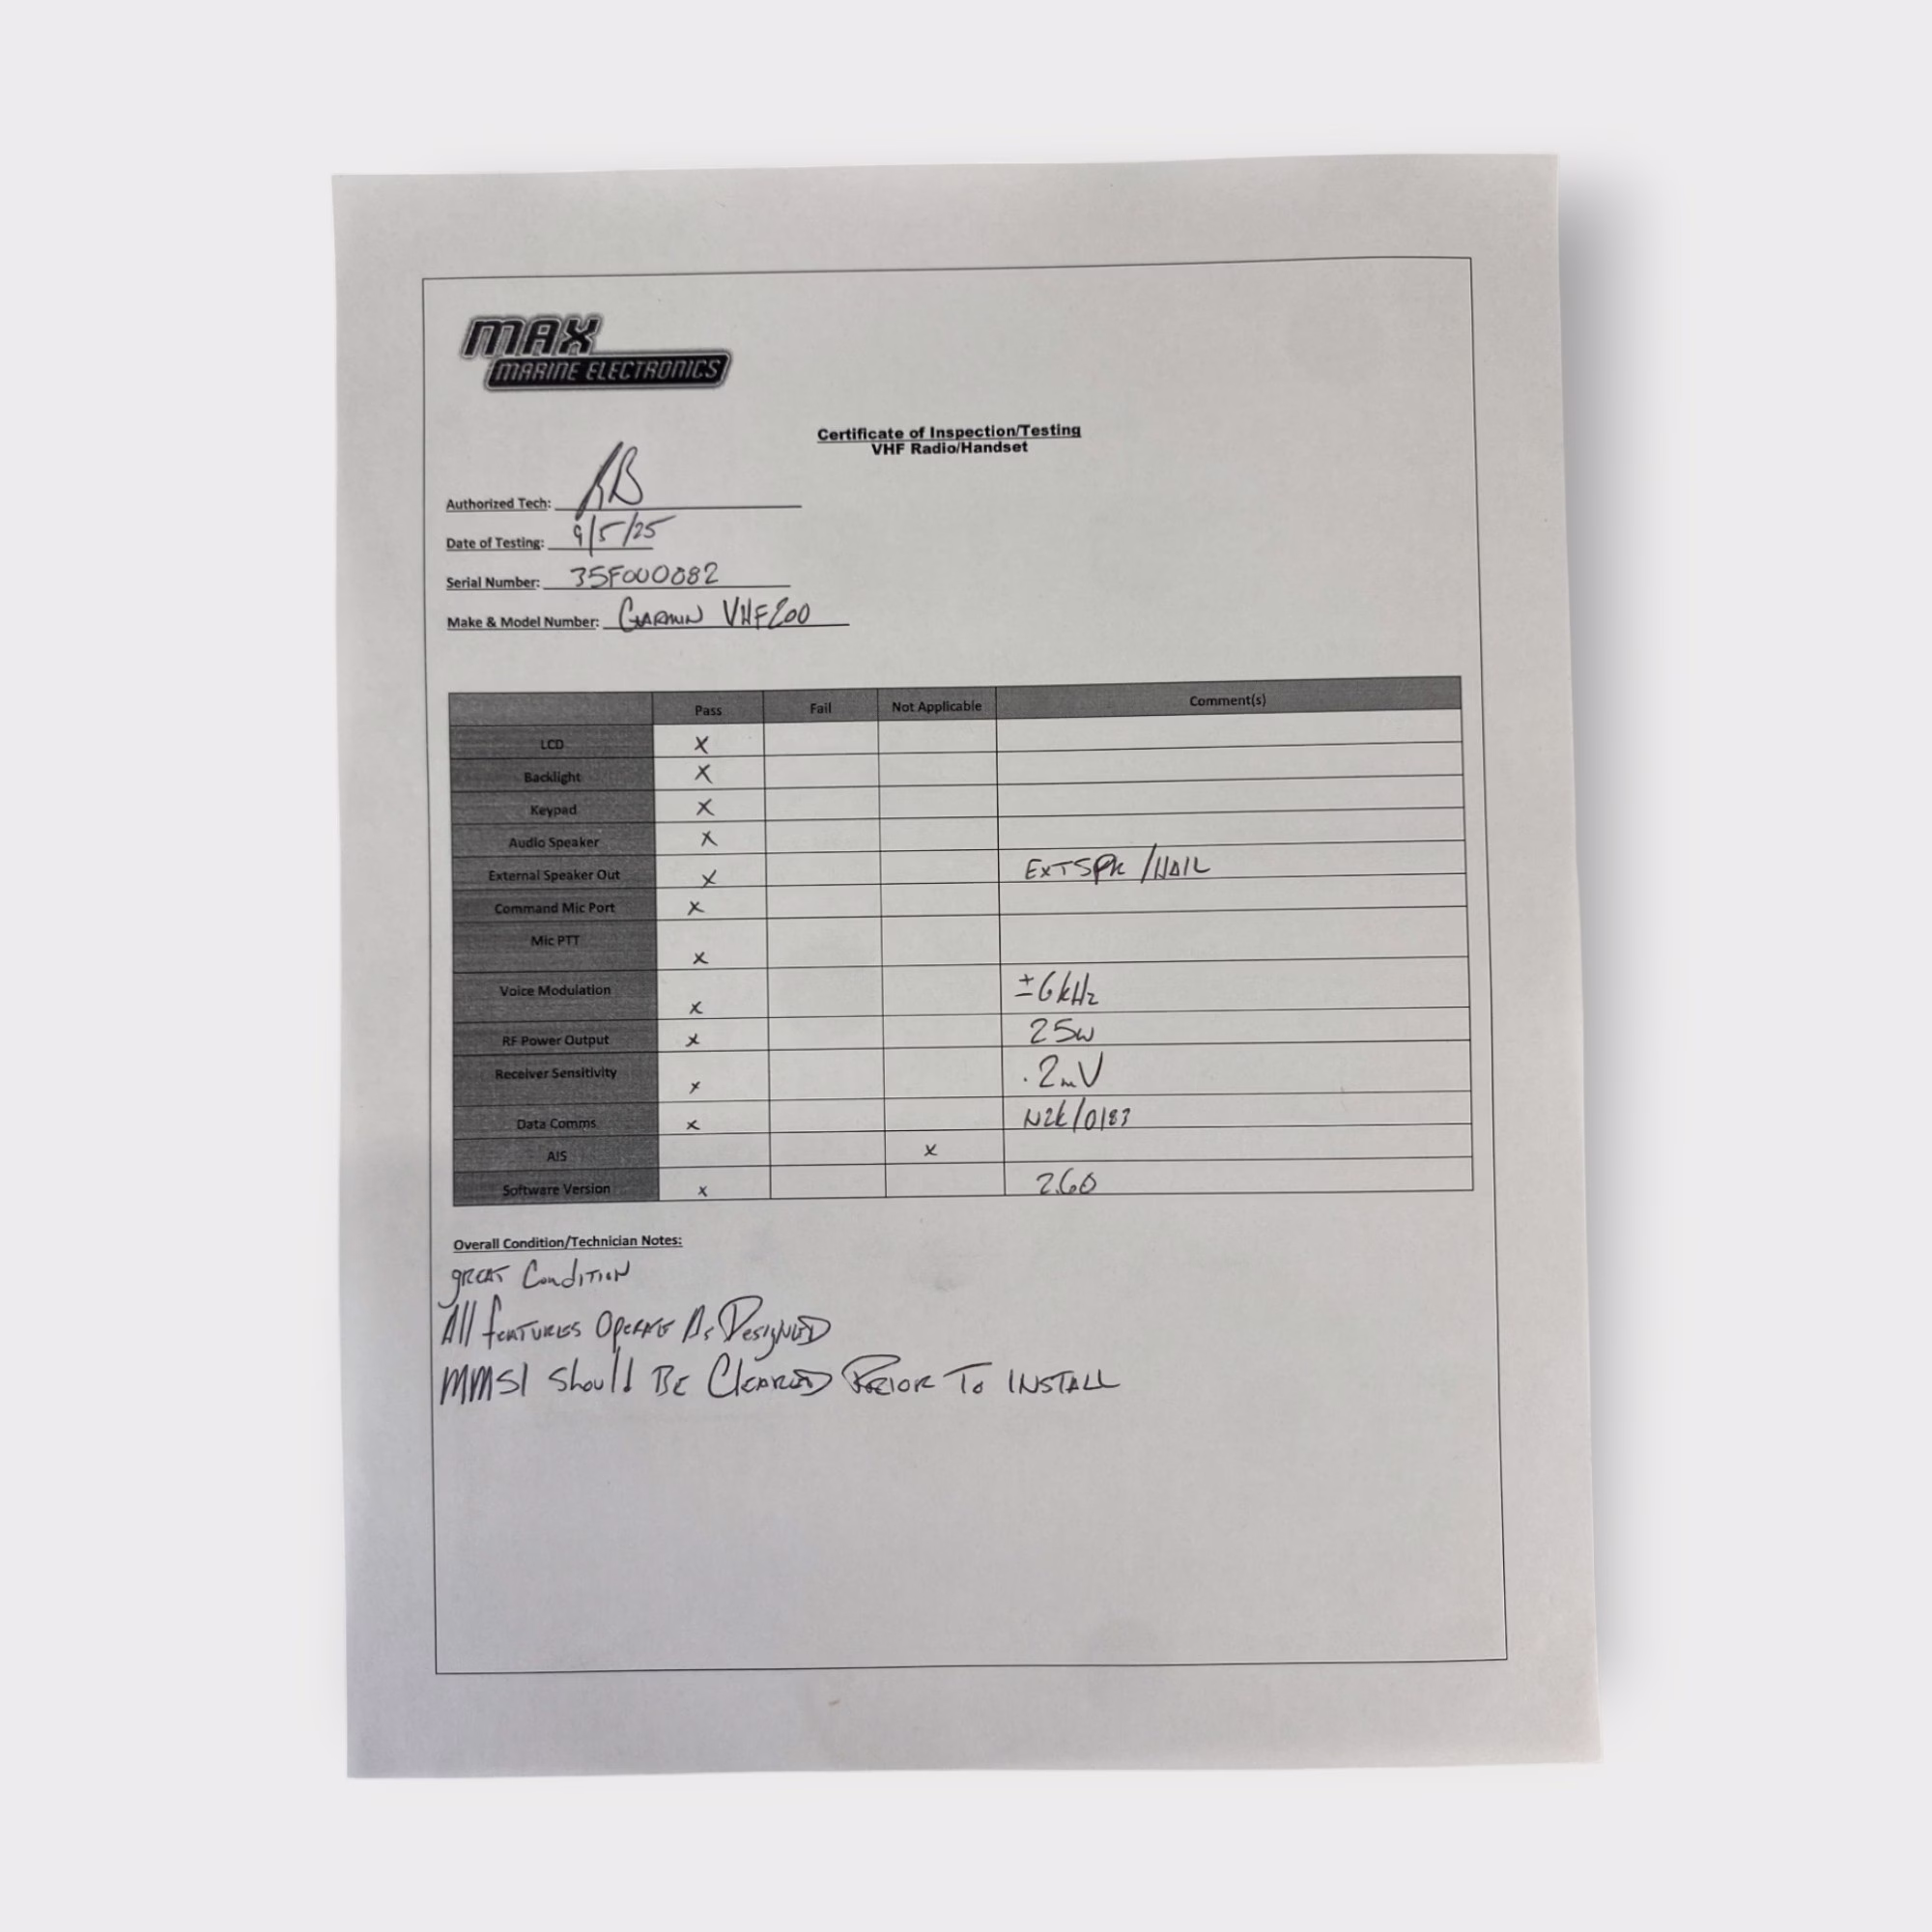 MAX
MARINE ELECTRONICS
Certificate of Inspection/Testing
VHF Radio/Handset
Authorized Tech: RB
Date of Testing: 9/5/25
Serial Number: 35F000082
Make & Model Number: GARMIN VHF200
Pass Fail Not Applicable Comment(s)
LCD X
Backlight X
Keypad X
Audio Speaker X
External Speaker Out X EXT SPK /HAIL
Command Mic Port X
Mic PTT X
Voice Modulation X ±6kHz
RF Power Output X 25W
Receiver Sensitivity X .2mV
Data Comms X N2k/0183
AIS X
Software Version X 2.60
Overall Condition/Technician Notes:
GREAT CONDITION
All FEATURES OPERATE AS DESIGNED
MMSI Should BE CLEARED PRIOR TO INSTALL